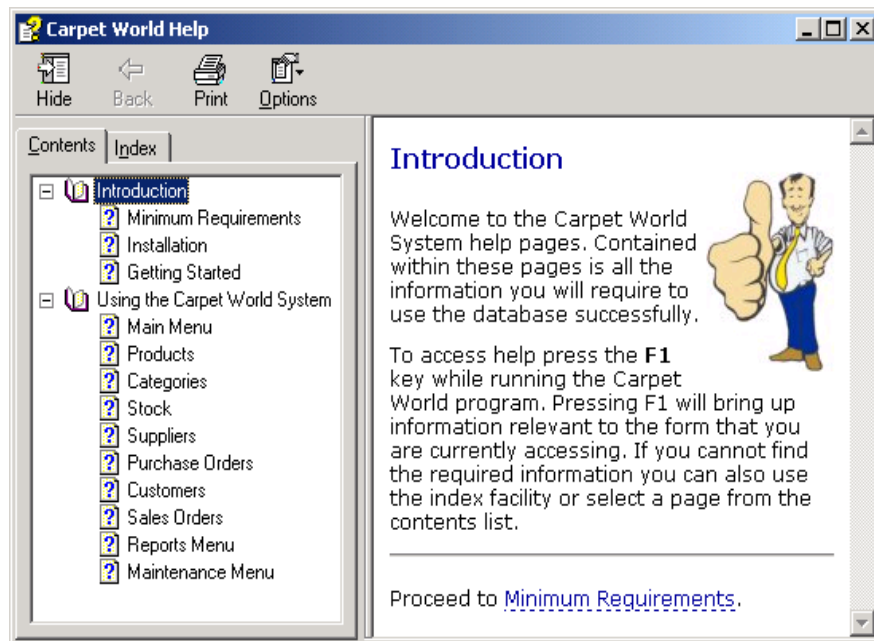 Carpet World Help
Hide Back Print Options
Contents Index
Introduction
Minimum Requirements
Installation
Getting Started
Using the Carpet World System
Main Menu
Products
Categories
Stock
Suppliers
Purchase Orders
Customers
Sales Orders
Reports Menu
Maintenance Menu
Introduction
Welcome to the Carpet World
System help pages. Contained
within these pages is all the
information you will require to
use the database successfully.
To access help press the F1
key while running the Carpet
World program. Pressing F1 will bring up
information relevant to the form that you
are currently accessing. If you cannot find
the required information you can also use
the index facility or select a page from the
contents list.
Proceed to Minimum Requirements.